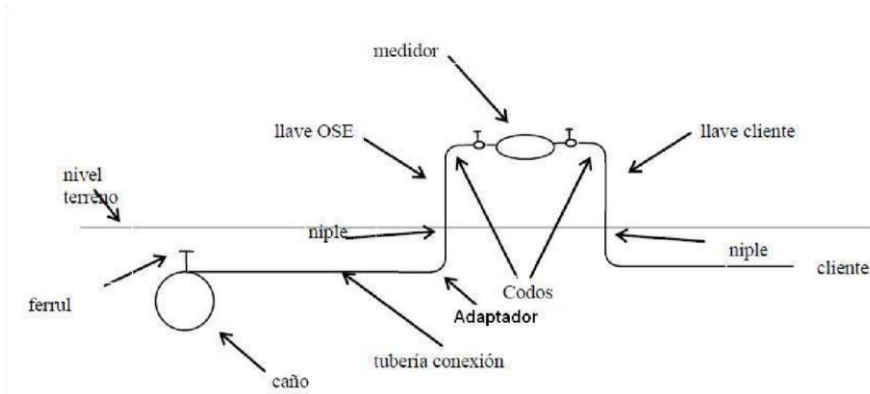 medidor
llave OSE
llave cliente
nivel
terreno
niple
niple
cliente
Codos
ferrul
Adaptador
tubería conexión
caño